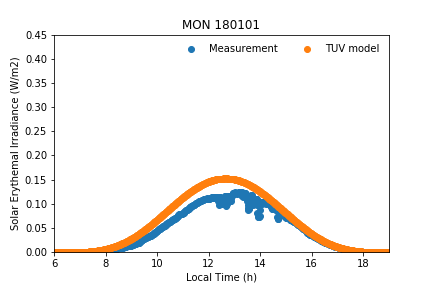 MON 180101
Measurement
TUV model
Solar Erythemal Irradiance (W/m2)
0.45
0.40
0.35
0.30
0.25
0.20
0.15
0.10
0.05
0.00
6 8 10 12 14 16 18
Local Time (h)